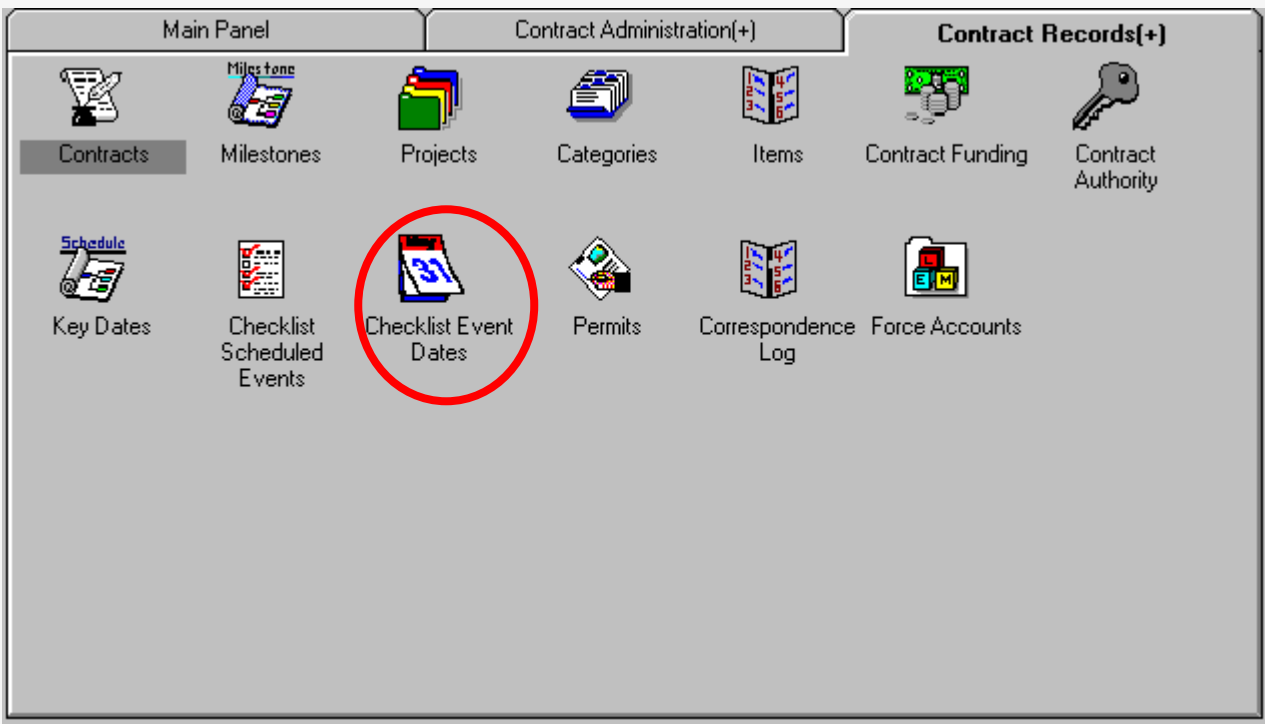 Main Panel
Contract Administration(+)
Contract Records(+)
Milestone
Contracts
Milestones
Projects
Categories
Items
Contract Funding
Contract
Authority
Schedule
31
L
E M
Key Dates
Checklist
Scheduled
Events
Checklist Event
Dates
Permits
Correspondence
Log
Force Accounts